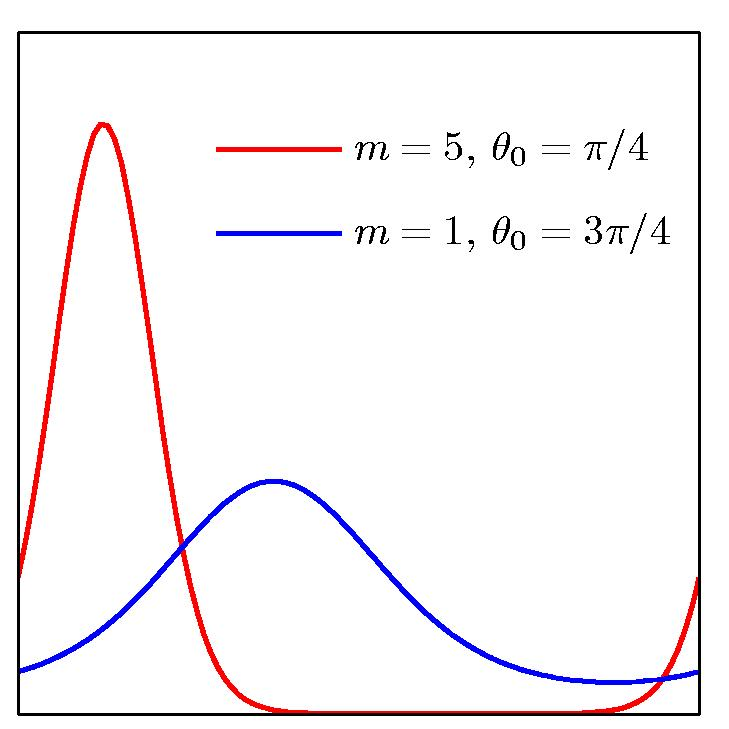 m = 5, θ₀ = π/4
m = 1, θ₀ = 3π/4